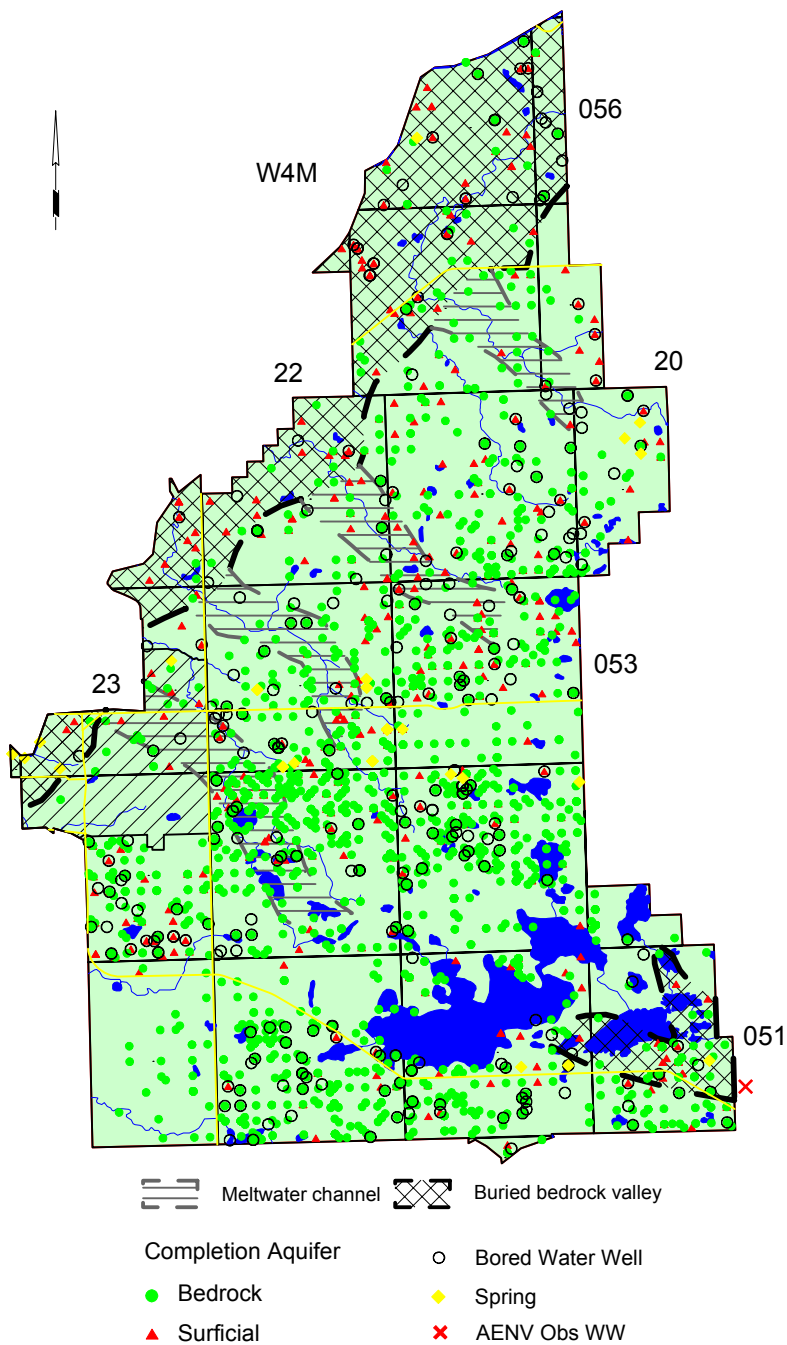 056
W4M
20
22
053
23
051
Meltwater channel
Buried bedrock valley
Completion Aquifer
Bored Water Well
Bedrock
Spring
Surficial
AENV Obs WW